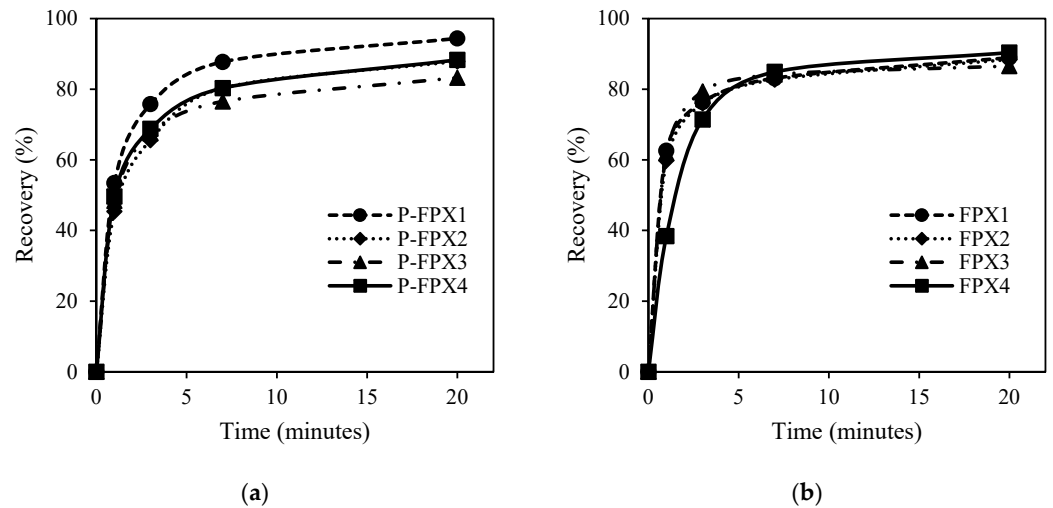 100
80
60
40
20
0
Recovery (%)
0 5 10 15 20
Time (minutes)
P-FPX1
P-FPX2
P-FPX3
P-FPX4
(a)
100
80
60
40
20
0
Recovery (%)
0 5 10 15 20
Time (minutes)
FPX1
FPX2
FPX3
FPX4
(b)